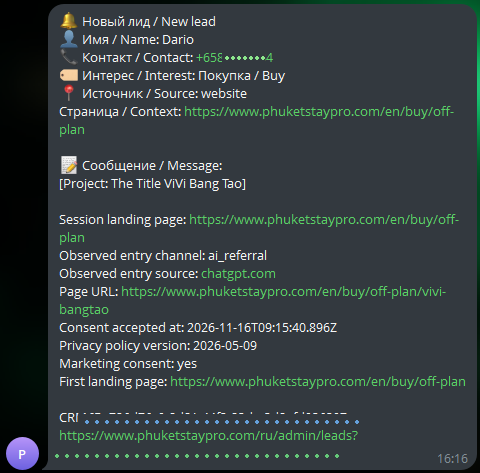 🔔 Новый лид / New lead
👤 Имя / Name: Dario
📞 Контакт / Contact: +658•••••••4
🏷️ Интерес / Interest: Покупка / Buy
📍 Источник / Source: website
Страница / Context: https://www.phuketstaypro.com/en/buy/off-
plan
📝 Сообщение / Message:
[Project: The Title ViVi Bang Tao]
Session landing page: https://www.phuketstaypro.com/en/buy/off-
plan
Observed entry channel: ai_referral
Observed entry source: chatgpt.com
Page URL: https://www.phuketstaypro.com/en/buy/off-plan/vivi-
bangtao
Consent accepted at: 2026-11-16T09:15:40.896Z
Privacy policy version: 2026-05-09
Marketing consent: yes
First landing page: https://www.phuketstaypro.com/en/buy/off-plan
https://www.phuketstaypro.com/ru/admin/leads?
P
16:16